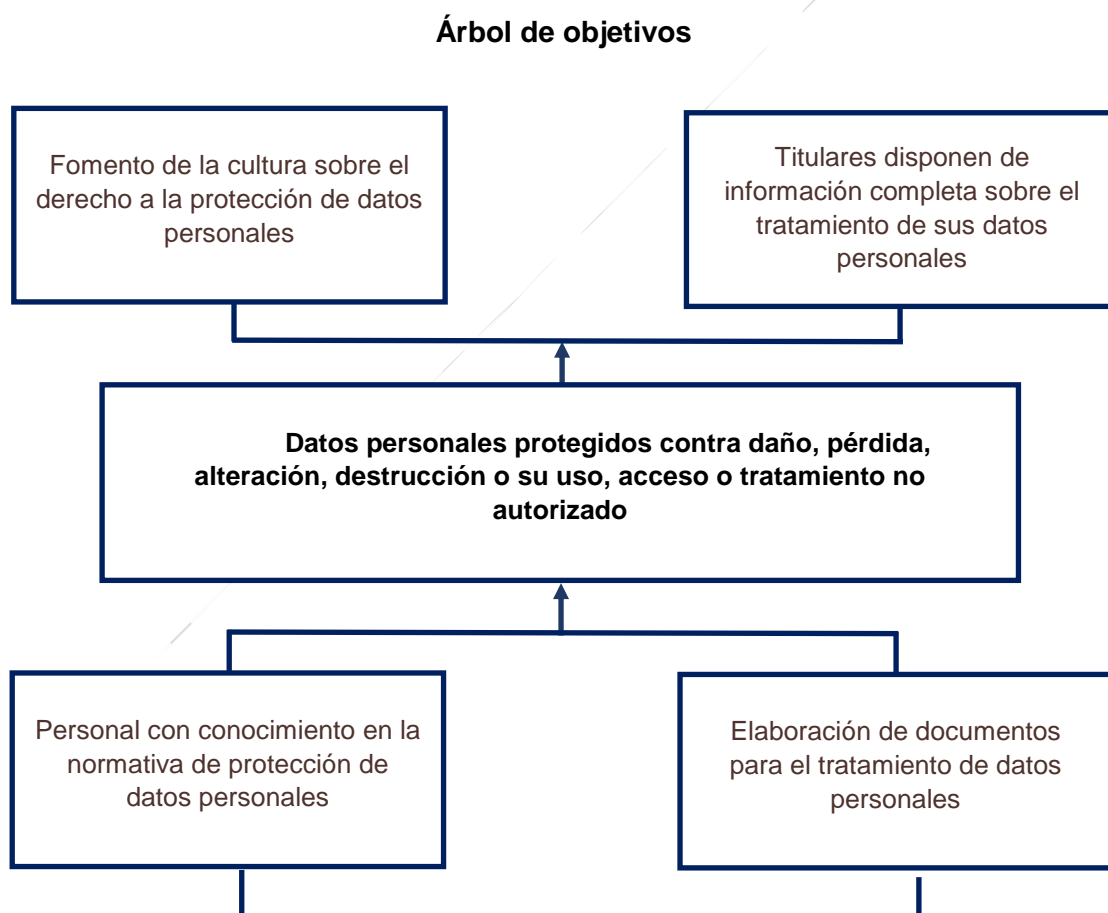 Árbol de objetivos
Fomento de la cultura sobre el
derecho a la protección de datos
personales
Titulares disponen de
información completa sobre el
tratamiento de sus datos
personales
Datos personales protegidos contra daño, pérdida,
alteración, destrucción o su uso, acceso o tratamiento no
autorizado
Personal con conocimiento en la
normativa de protección de
datos personales
Elaboración de documentos
para el tratamiento de datos
personales